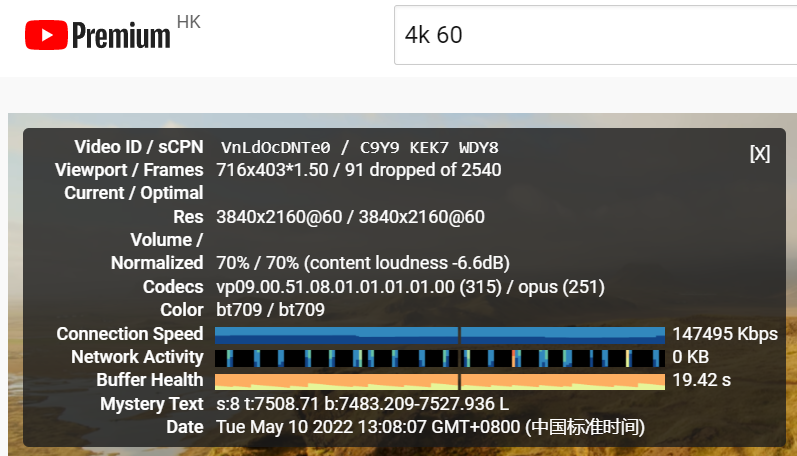 Premium HK
4k 60
Video ID / sCPN VnLdOcDNTe0 / C9Y9 KEK7 WDY8
[X]
Viewport / Frames 716x403*1.50 / 91 dropped of 2540
Current / Optimal
Res 3840x2160@60 / 3840x2160@60
Volume /
Normalized 70% / 70% (content loudness -6.6dB)
Codecs vp09.00.51.08.01.01.01.01.00 (315) / opus (251)
Color bt709 / bt709
Connection Speed 147495 Kbps
Network Activity 0 KB
Buffer Health 19.42 s
Mystery Text s:8 t:7508.71 b:7483.209-7527.936 L
Date Tue May 10 2022 13:08:07 GMT+0800 (中国标准时间)